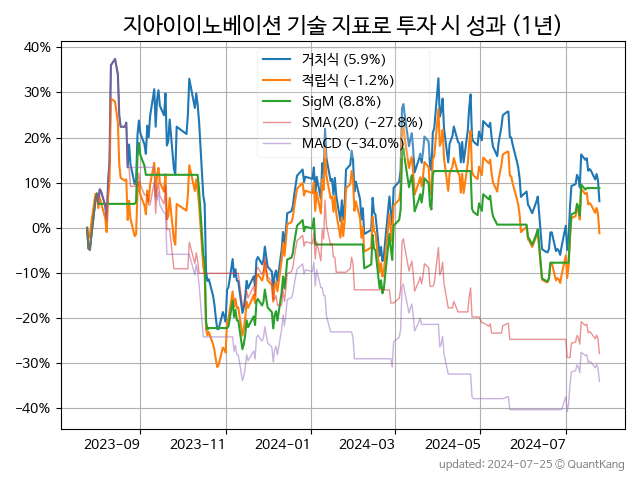 지아이이노베이션 기술 지표로 투자 시 성과 (1년)
40%
30%
20%
10%
0%
−10%
−20%
−30%
−40%
거치식 (5.9%)
적립식 (−1.2%)
SigM (8.8%)
SMA(20) (−27.8%)
MACD (−34.0%)
2023-09
2023-11
2024-01
2024-03
2024-05
2024-07
updated: 2024-07-25 © QuantKang